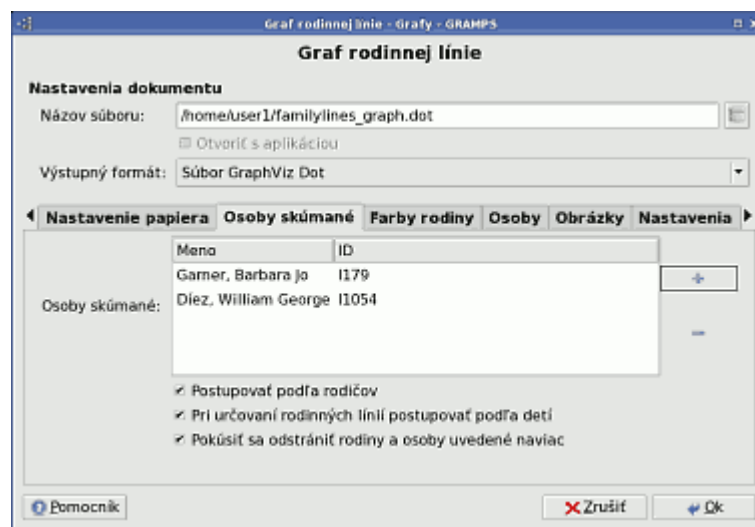 Graf rodinnej línie - Grafy - GRAMPS
Graf rodinnej línie
Nastavenia dokumentu
Názov súboru: /home/user1/familylines_graph.dot
Otvoriť s aplikáciou
Výstupný formát: Súbor GraphViz Dot
Nastavenie papiera Osoby skúmané Farby rodiny Osoby Obrázky Nastavenia
Meno ID
Garner, Barbara Jo I179
Osoby skúmané: Díez, William George I1054
Postupovať podľa rodičov
Pri určovaní rodinných línií postupovať podľa detí
Pokúsiť sa odstrániť rodiny a osoby uvedené naviac
Pomocník Zrušiť Ok